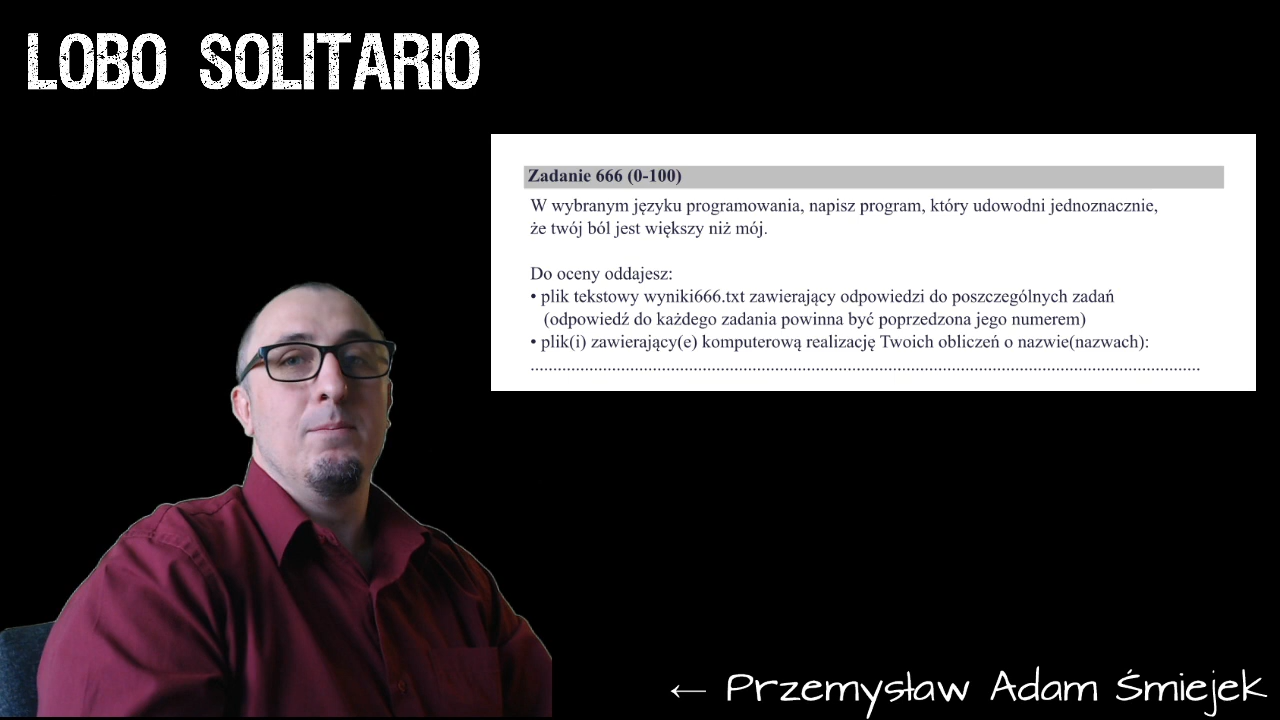 LOBO SOLITARIO
Zadanie 666 (0-100)
W wybranym języku programowania, napisz program, który udowodni jednoznacznie,
że twój ból jest większy niż mój.
Do oceny oddajesz:
• plik tekstowy wyniki666.txt zawierający odpowiedzi do poszczególnych zadań
(odpowiedź do każdego zadania powinna być poprzedzona jego numerem)
• plik(i) zawierający(e) komputerową realizację Twoich obliczeń o nazwie(nazwach):
........................................................................................................................................................
← Przemysław Adam Śmiejek